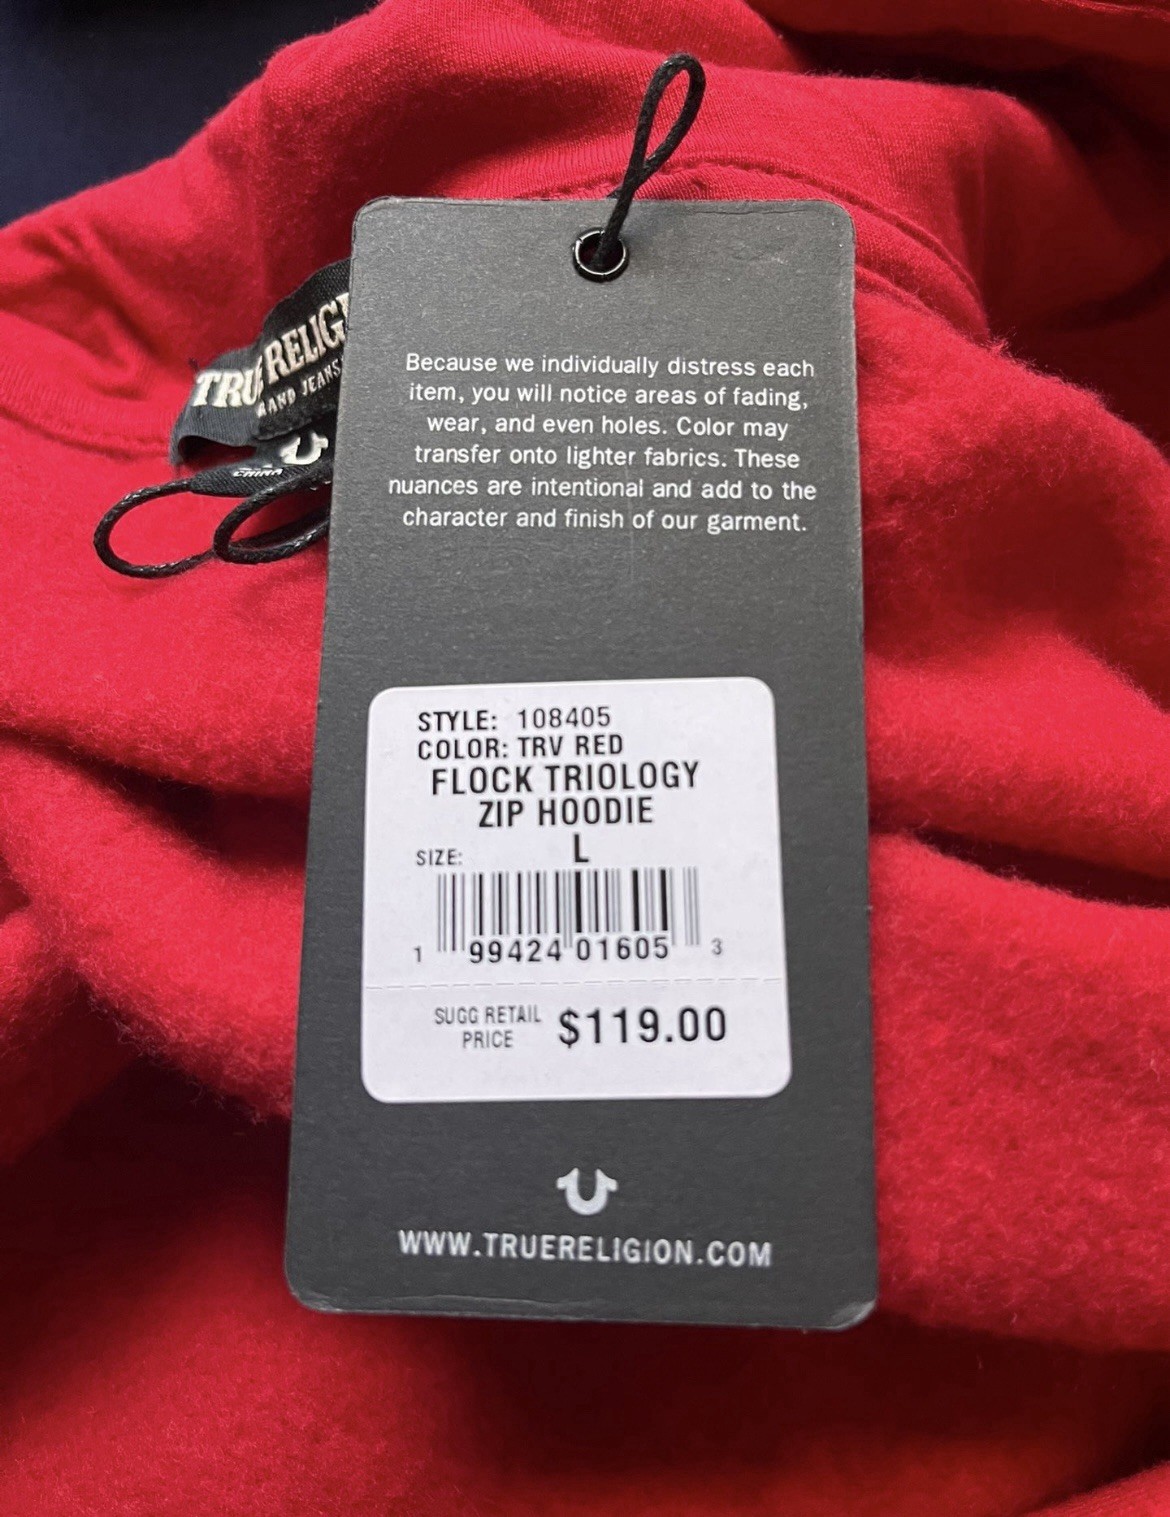 Because we individually distress each
item, you will notice areas of fading,
wear, and even holes. Color may
transfer onto lighter fabrics. These
nuances are intentional and add to the
character and finish of our garment.
TRUE RELIG
RAND JEANS
CHINA
STYLE: 108405
COLOR: TRV RED
FLOCK TRIOLOGY
ZIP HOODIE
SIZE: L
1 99424 01605 3
SUGG RETAIL
PRICE $119.00
WWW.TRUERELIGION.COM